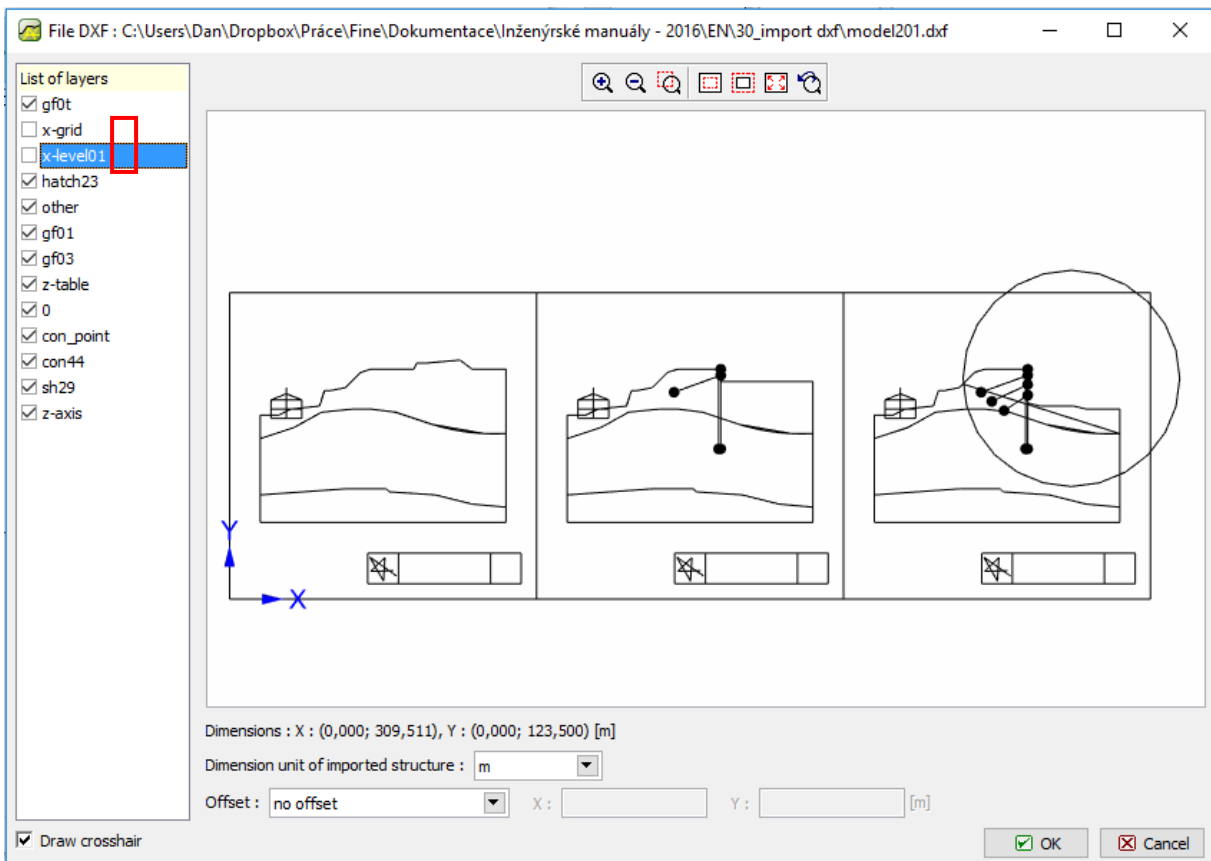 File DXF : C:\Users\Dan\Dropbox\Práce\Fine\Dokumentace\Inženýrské manuály - 2016\EN\30_import dxf\model201.dxf
List of layers
gf0t
x-grid
x-level01
hatch23
other
gf01
gf03
z-table
0
con_point
con44
sh29
z-axis
Y
X
Dimensions : X : (0,000; 309,511), Y : (0,000; 123,500) [m]
Dimension unit of imported structure : m
Offset : no offset X : Y : [m]
Draw crosshair
OK Cancel